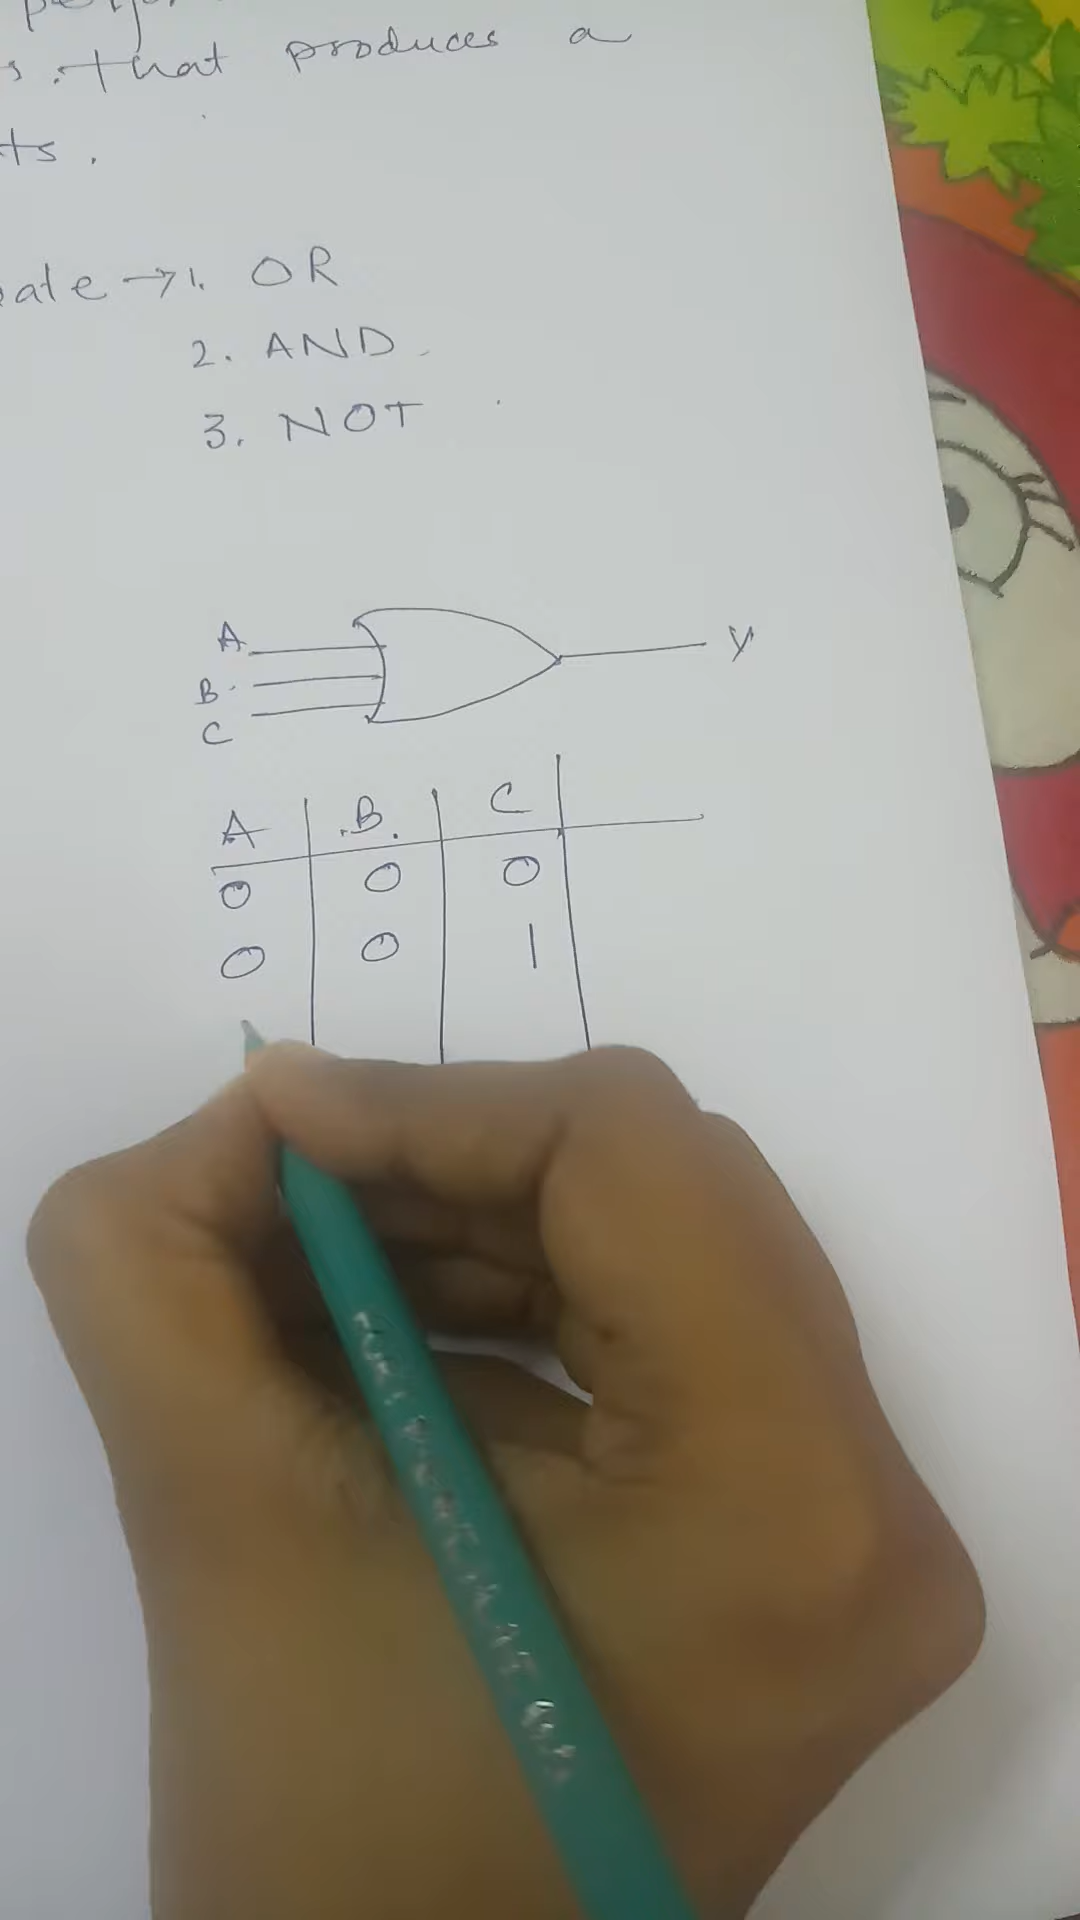 that produces a
ts.
ate → 1. OR
2. AND
3. NOT
A
B
C
Y
A B. C
0 0 0
0 0 1